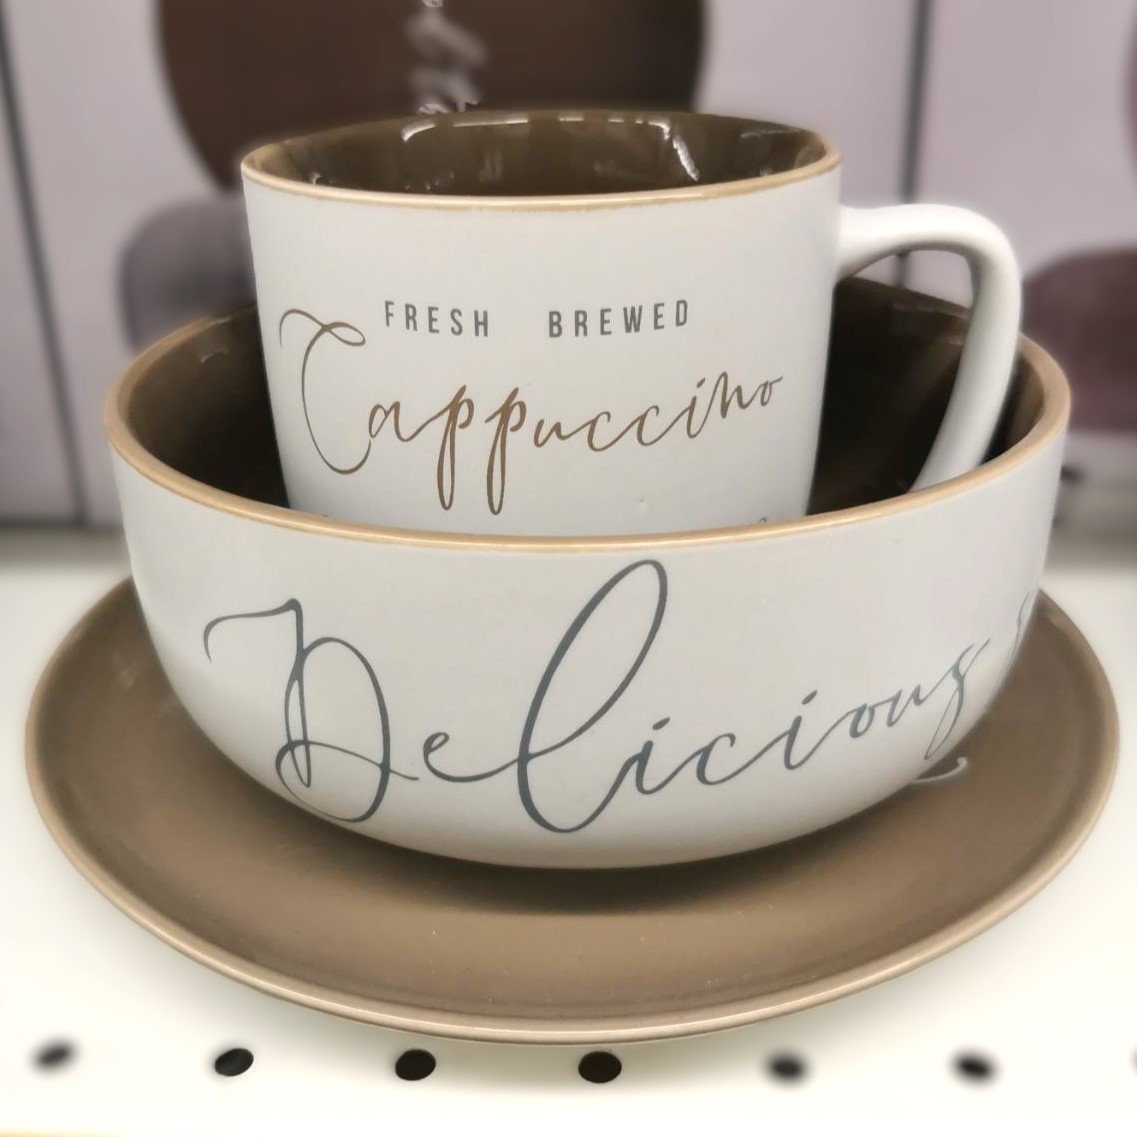 FRESH BREWED
Cappuccino
Delicious